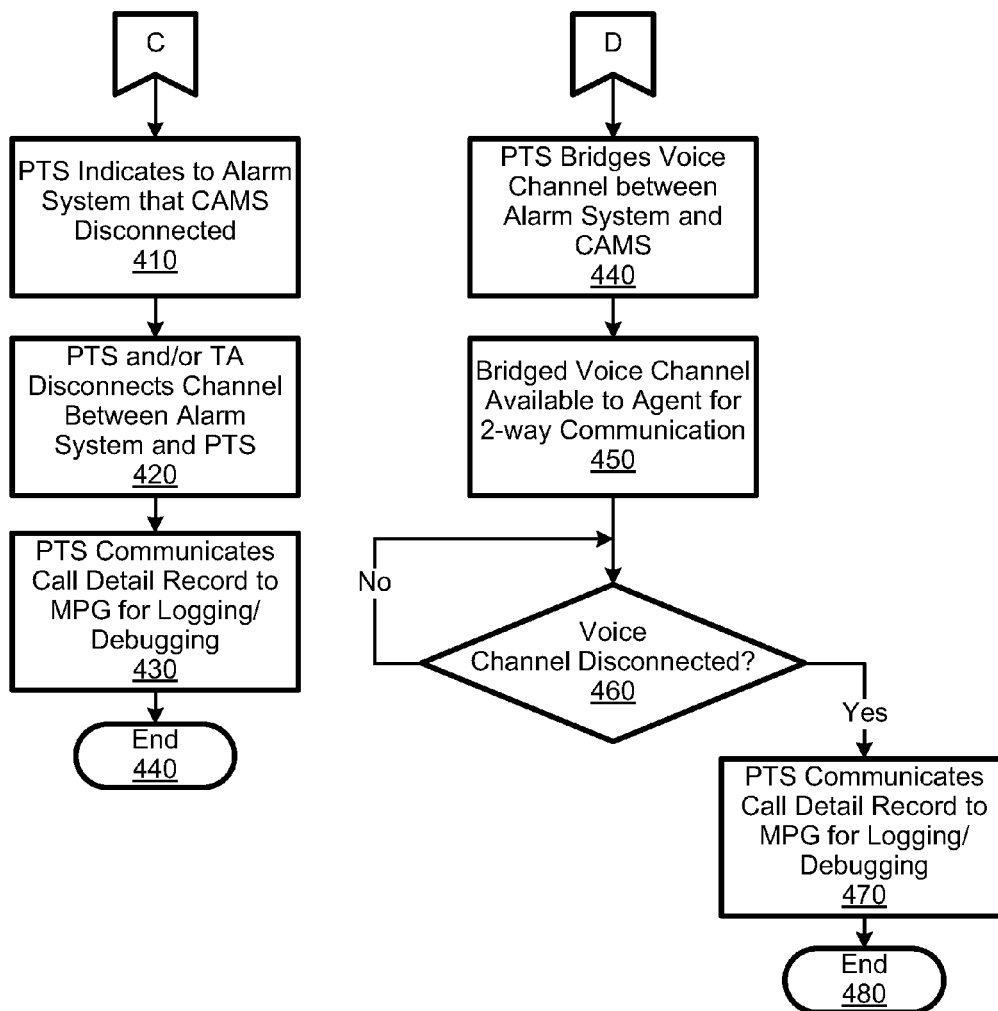 C
PTS Indicates to Alarm
System that CAMS
Disconnected
410
PTS and/or TA
Disconnects Channel
Between Alarm
System and PTS
420
PTS Communicates
Call Detail Record to
MPG for Logging/
Debugging
430
End
440
D
PTS Bridges Voice
Channel between
Alarm System and
CAMS
440
Bridged Voice Channel
Available to Agent for
2-way Communication
450
No
Voice
Channel Disconnected?
460
Yes
PTS Communicates
Call Detail Record to
MPG for Logging/
Debugging
470
End
480